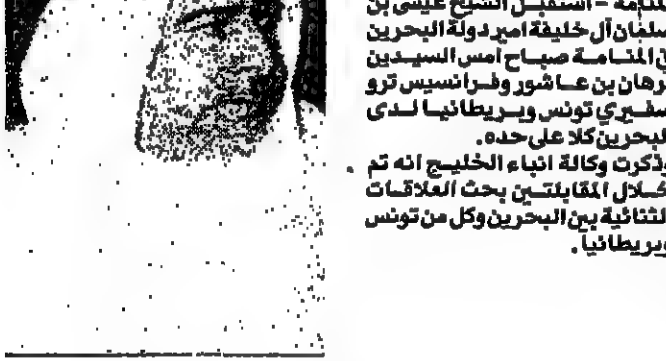 لمنامة - استقبل الشيخ عيسى بن
سلمان آل خليفة امير دولة البحرين
في المنامة صباح امس السيدين
برهان بن عاشور وفرانسيس ترو
سفيري تونس وبريطانيا لدى
البحرين كلا على حده.
وذكرت وكالة انباء الخليج انه تم
خلال المقابلتين بحث العلاقات
لثنائية بين البحرين وكل من تونس
وبريطانيا.